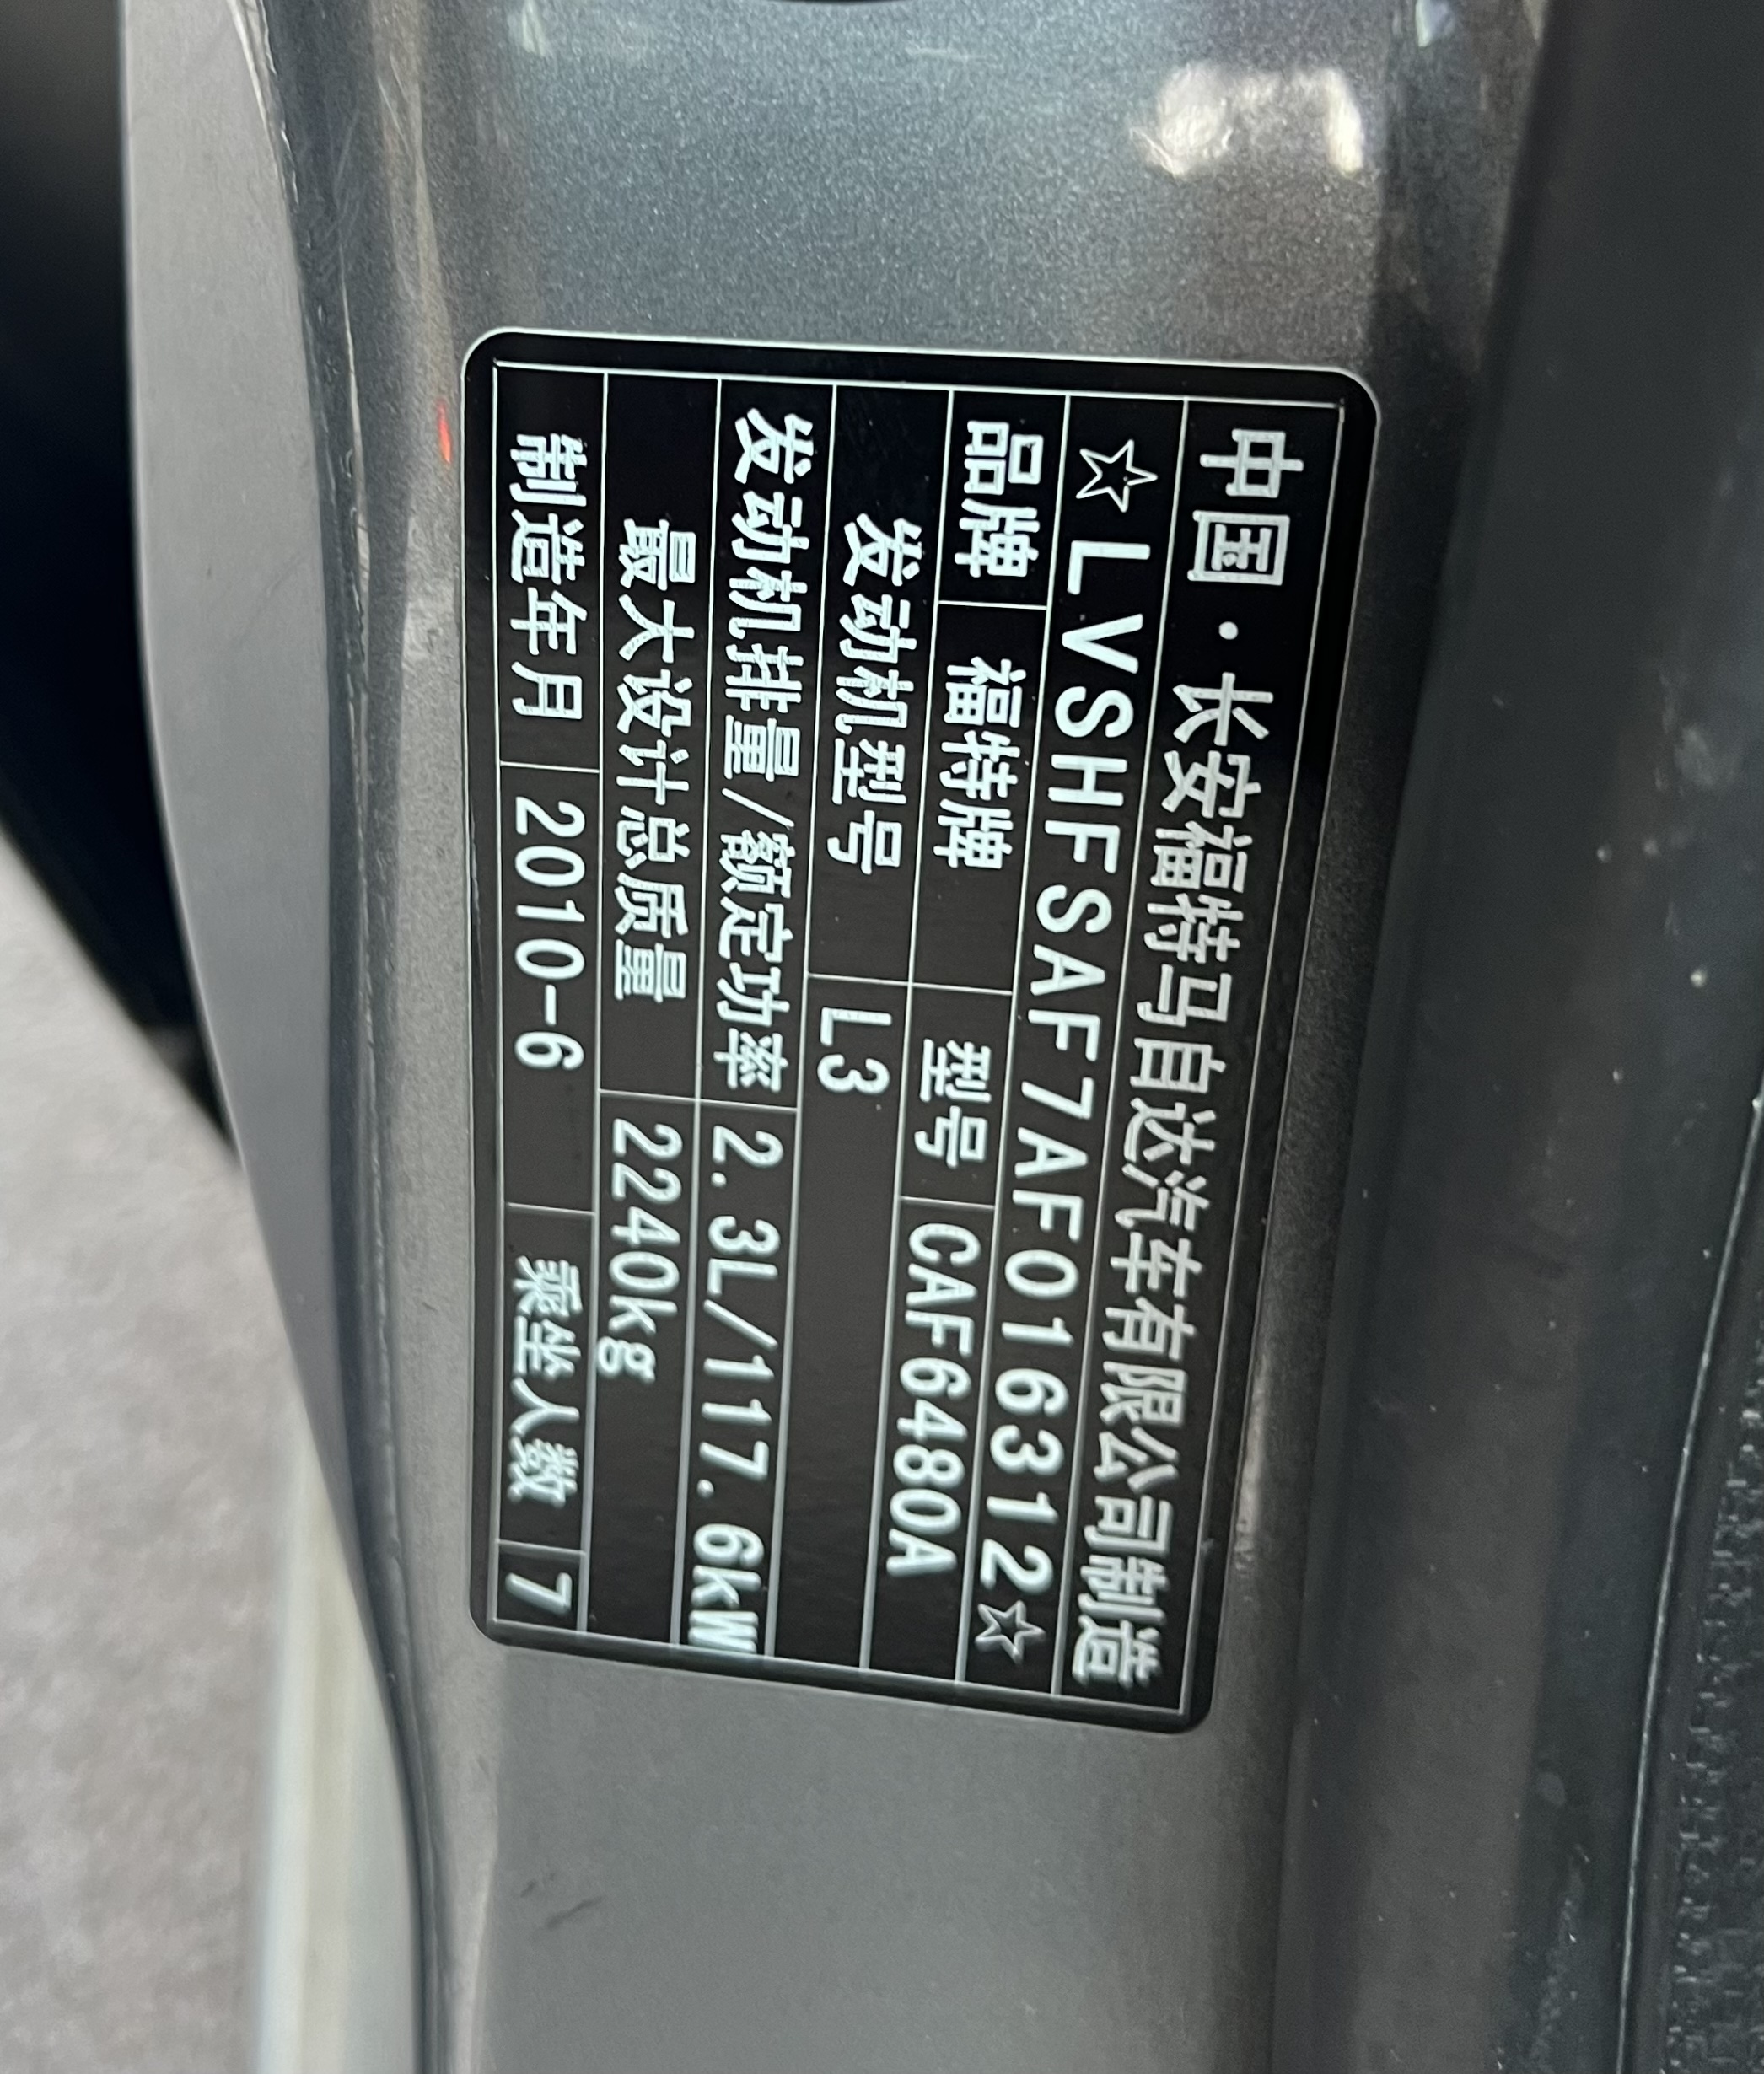 中国·长安福特马自达汽车有限公司制造
☆LVSHFSAF7AF016312☆
品牌 福特牌 型号 CAF6480A
发动机型号 L3
发动机排量/额定功率 2.3L/117.6kW
最大设计总质量 2240kg
制造年月 2010-6 乘坐人数 7